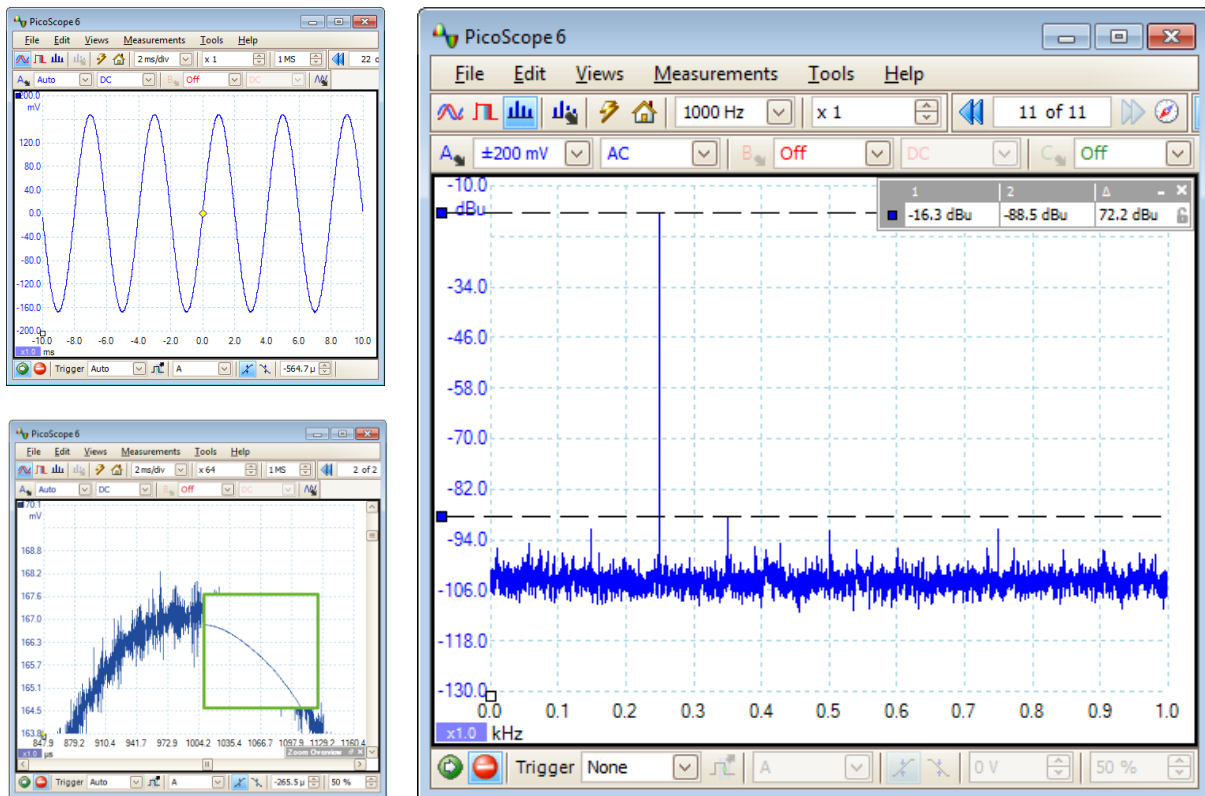 PicoScope 6
File Edit Views Measurements Tools Help
2 ms/div x 1 1 MS 22
A Auto DC B Off DC
200.0
mV
120.0
80.0
40.0
0.0
-40.0
-80.0
-120.0
-160.0
-200.0
-10.0 -8.0 -6.0 -4.0 -2.0 0.0 2.0 4.0 6.0 8.0 10.0
x1.0 ms
Trigger Auto A -564.7 µ
PicoScope 6
File Edit Views Measurements Tools Help
2 ms/div x 64 1 MS 2 of 2
A Auto DC B Off DC
70.1
mV
168.8
168.2
167.6
167.0
166.3
165.7
165.1
164.5
163.8
847.9 879.2 910.4 941.7 972.9 1004.2 1035.4 1066.7 1097.9 1129.2 1160.4
x1.0 µs
Zoom Overview
Trigger Auto A -265.5 µ 50 %
PicoScope 6
File Edit Views Measurements Tools Help
1000 Hz x 1 11 of 11
A ±200 mV AC B Off DC C Off
-10.0
dBu
1 2 Δ
-16.3 dBu -88.5 dBu 72.2 dBu
-34.0
-46.0
-58.0
-70.0
-82.0
-94.0
-106.0
-118.0
-130.0
0.0 0.1 0.2 0.3 0.4 0.5 0.6 0.7 0.8 0.9 1.0
x1.0 kHz
Trigger None A 0 V 50 %